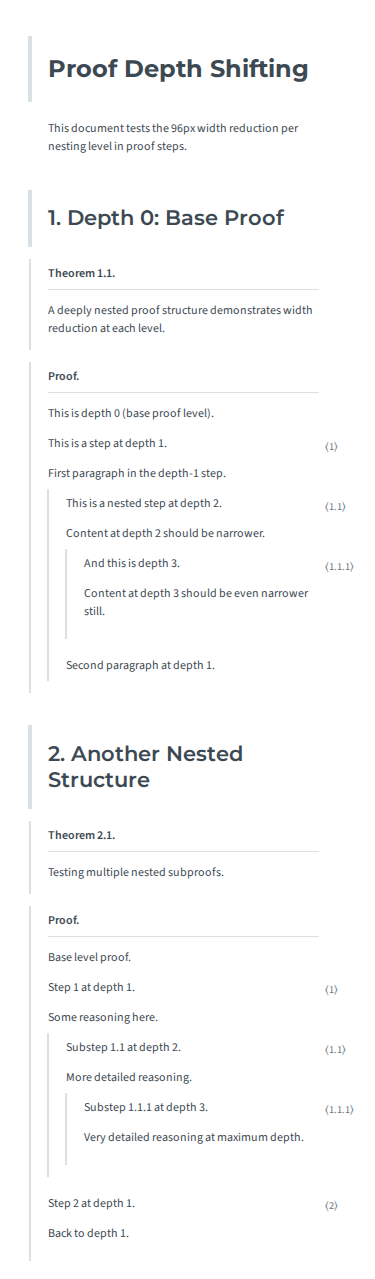 Proof Depth Shifting
This document tests the 96px width reduction per
nesting level in proof steps.
1. Depth 0: Base Proof
Theorem 1.1.
A deeply nested proof structure demonstrates width
reduction at each level.
Proof.
This is depth 0 (base proof level).
This is a step at depth 1. ⟨1⟩
First paragraph in the depth-1 step.
This is a nested step at depth 2. ⟨1.1⟩
Content at depth 2 should be narrower.
And this is depth 3. ⟨1.1.1⟩
Content at depth 3 should be even narrower
still.
Second paragraph at depth 1.
2. Another Nested
Structure
Theorem 2.1.
Testing multiple nested subproofs.
Proof.
Base level proof.
Step 1 at depth 1. ⟨1⟩
Some reasoning here.
Substep 1.1 at depth 2. ⟨1.1⟩
More detailed reasoning.
Substep 1.1.1 at depth 3. ⟨1.1.1⟩
Very detailed reasoning at maximum depth.
Step 2 at depth 1. ⟨2⟩
Back to depth 1.